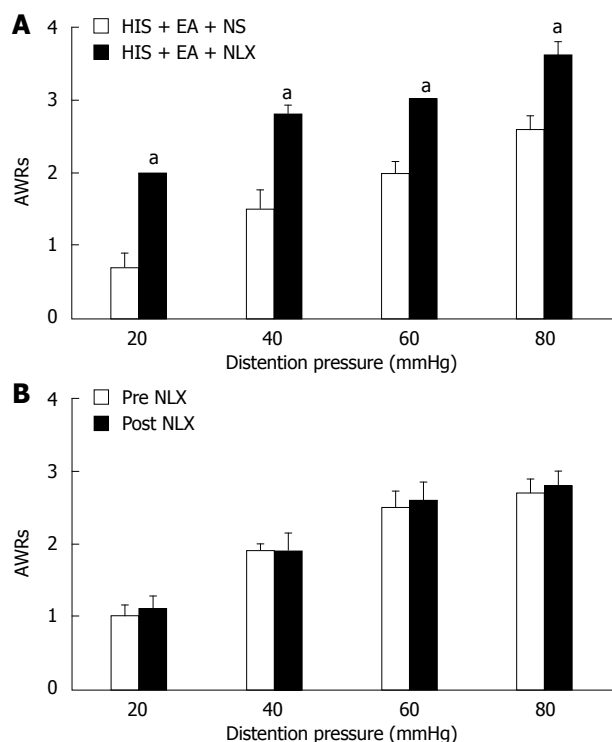 A
HIS + EA + NS
HIS + EA + NLX
4
3
2
1
0
AWRs
a
a
a
a
20
40
60
80
Distention pressure (mmHg)
B
Pre NLX
Post NLX
4
3
2
1
0
AWRs
20
40
60
80
Distention pressure (mmHg)